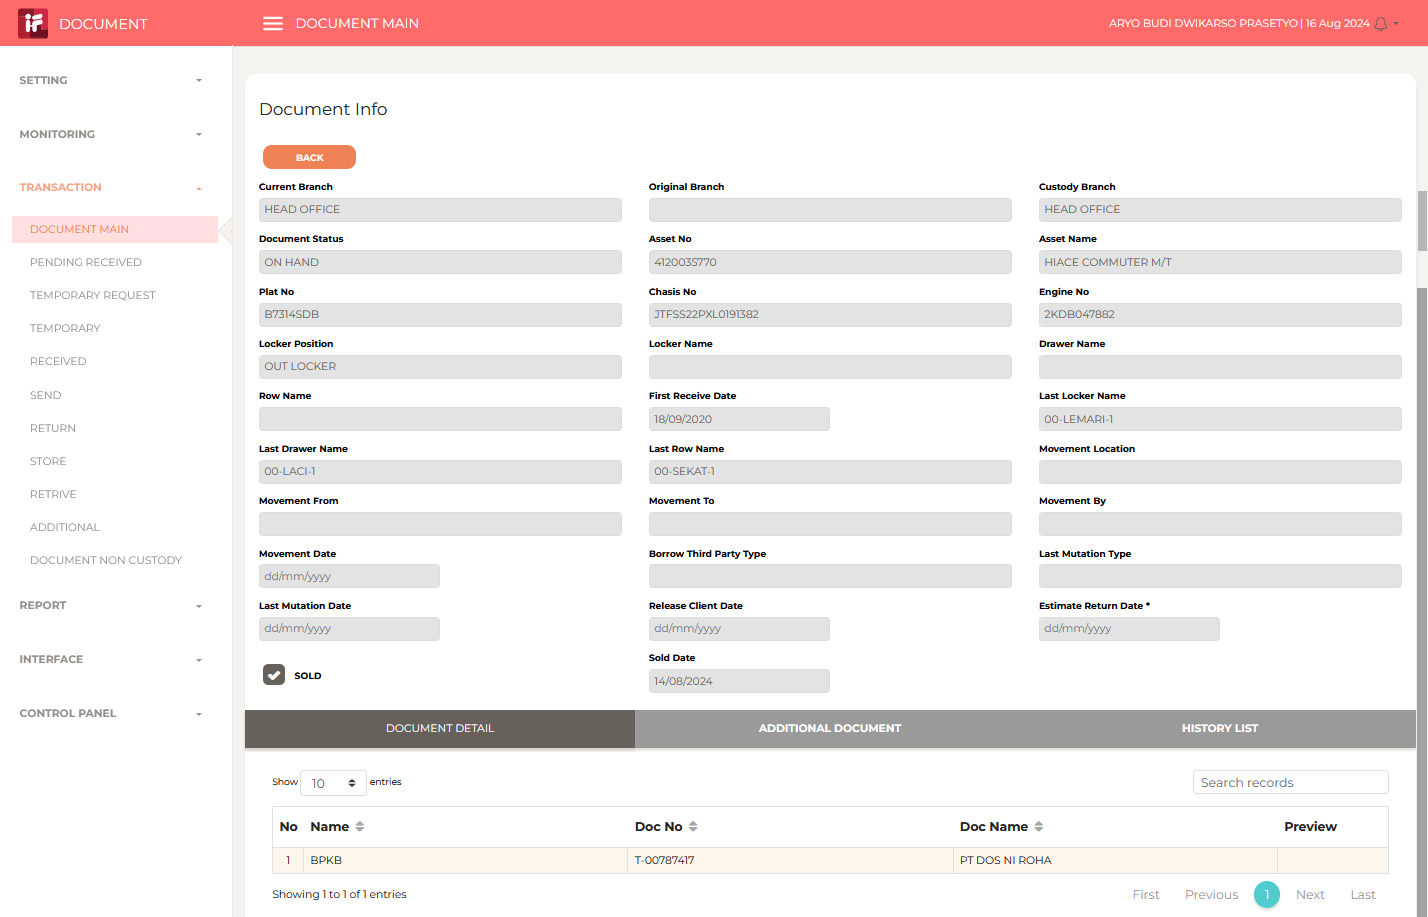 iF DOCUMENT
DOCUMENT MAIN
ARYO BUDI DWIKARSO PRASETYO | 16 Aug 2024
SETTING
MONITORING
TRANSACTION
DOCUMENT MAIN
PENDING RECEIVED
TEMPORARY REQUEST
TEMPORARY
RECEIVED
SEND
RETURN
STORE
RETRIVE
ADDITIONAL
DOCUMENT NON CUSTODY
REPORT
INTERFACE
CONTROL PANEL
Document Info
BACK
Current Branch Original Branch Custody Branch
HEAD OFFICE HEAD OFFICE
Document Status Asset No Asset Name
ON HAND 4120035770 HIACE COMMUTER M/T
Plat No Chasis No Engine No
B7314SDB JTFSS22PXL0191382 2KDB047882
Locker Position Locker Name Drawer Name
OUT LOCKER
Row Name First Receive Date Last Locker Name
18/09/2020 00-LEMARI-1
Last Drawer Name Last Row Name Movement Location
00-LACI-1 00-SEKAT-1
Movement From Movement To Movement By
Movement Date Borrow Third Party Type Last Mutation Type
dd/mm/yyyy
Last Mutation Date Release Client Date Estimate Return Date *
dd/mm/yyyy dd/mm/yyyy dd/mm/yyyy
SOLD Sold Date
14/08/2024
DOCUMENT DETAIL ADDITIONAL DOCUMENT HISTORY LIST
Show 10 entries Search records
No Name Doc No Doc Name Preview
1 BPKB T-00787417 PT DOS NI ROHA
Showing 1 to 1 of 1 entries First Previous 1 Next Last